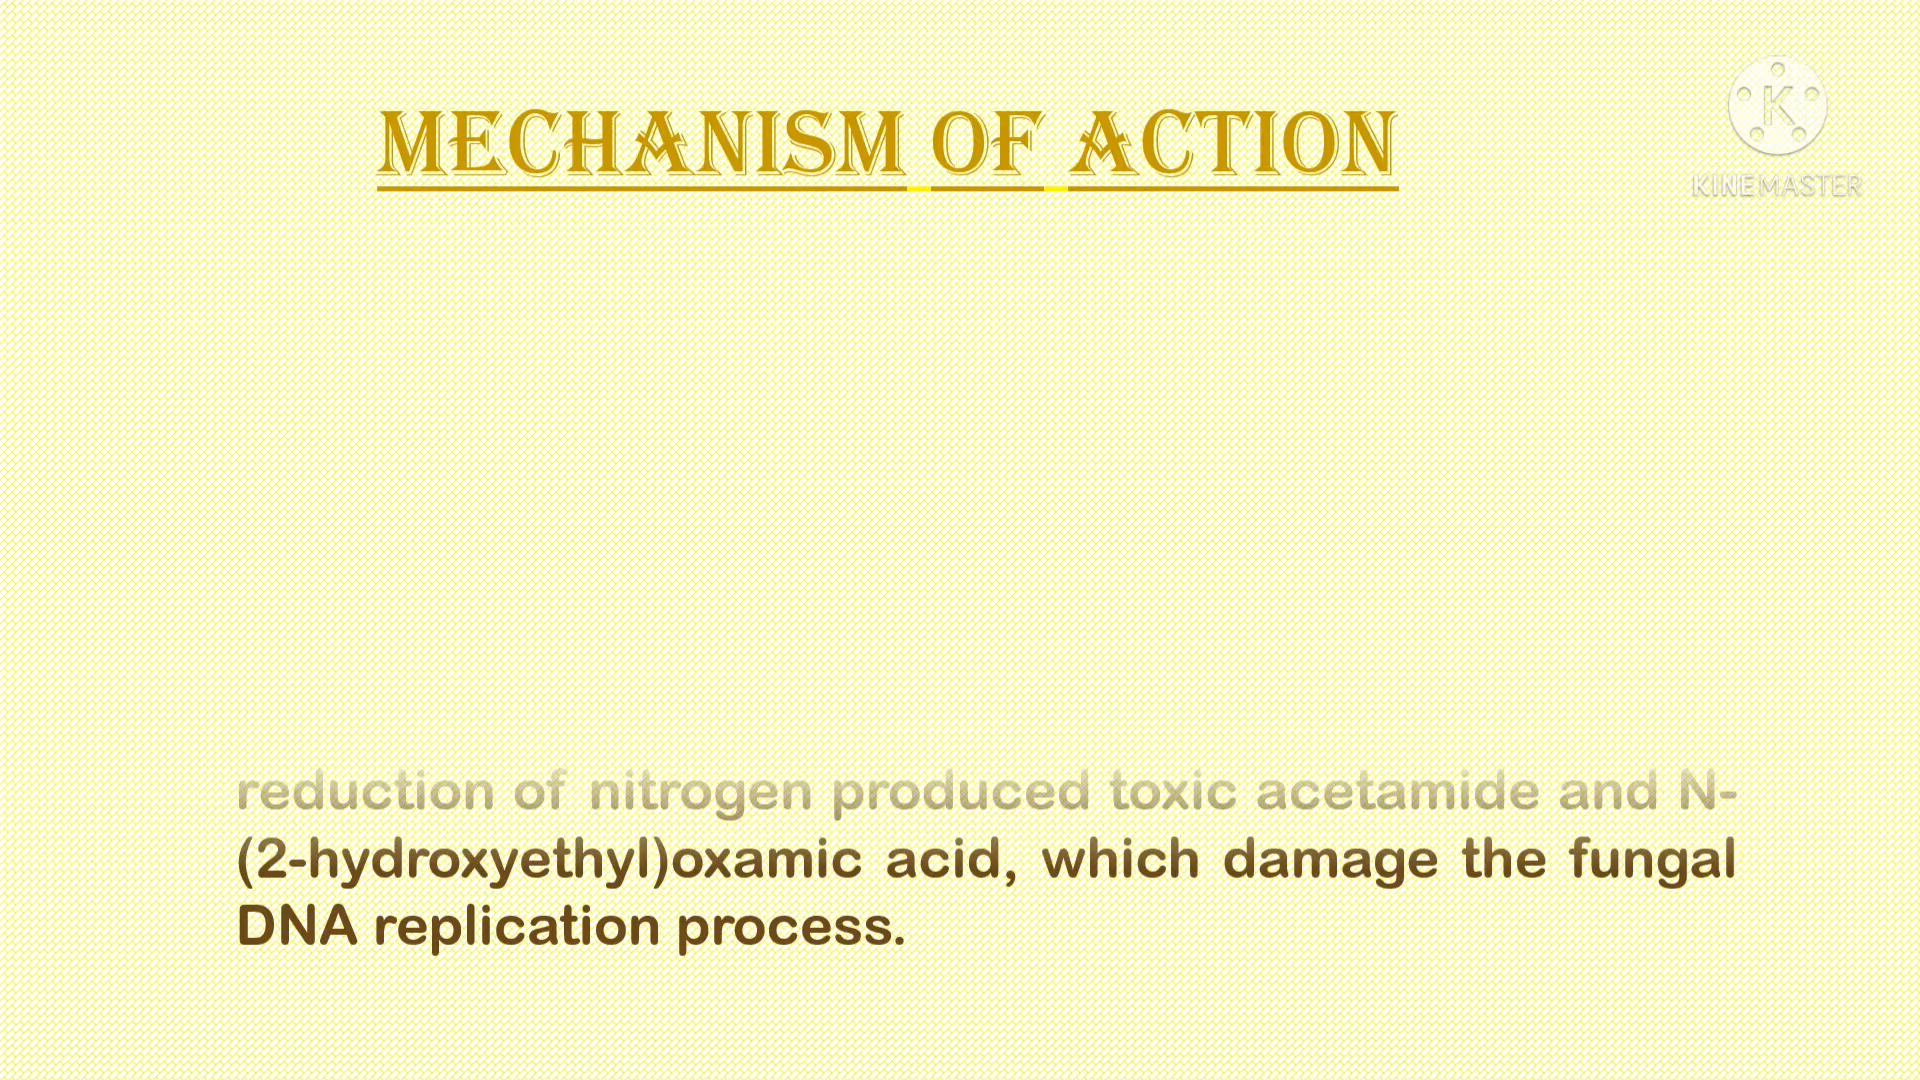 MECHANISM OF ACTION
K
KINEMASTER
reduction of nitrogen produced toxic acetamide and N-
(2-hydroxyethyl)oxamic acid, which damage the fungal
DNA replication process.